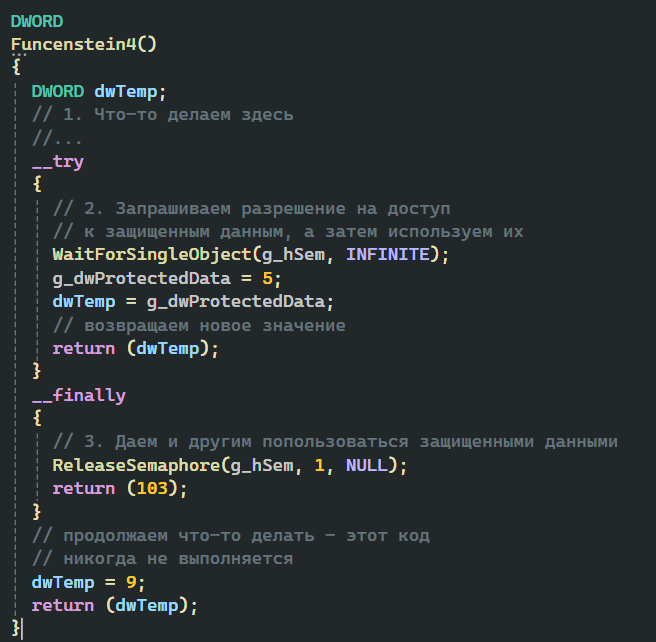 DWORD
Funcenstein4()
{
DWORD dwTemp;
// 1. Что-то делаем здесь
//...
__try
{
// 2. Запрашиваем разрешение на доступ
// к защищенным данным, а затем используем их
WaitForSingleObject(g_hSem, INFINITE);
g_dwProtectedData = 5;
dwTemp = g_dwProtectedData;
// возвращаем новое значение
return (dwTemp);
}
__finally
{
// 3. Даем и другим попользоваться защищенными данными
ReleaseSemaphore(g_hSem, 1, NULL);
return (103);
}
// продолжаем что-то делать - этот код
// никогда не выполняется
dwTemp = 9;
return (dwTemp);
}